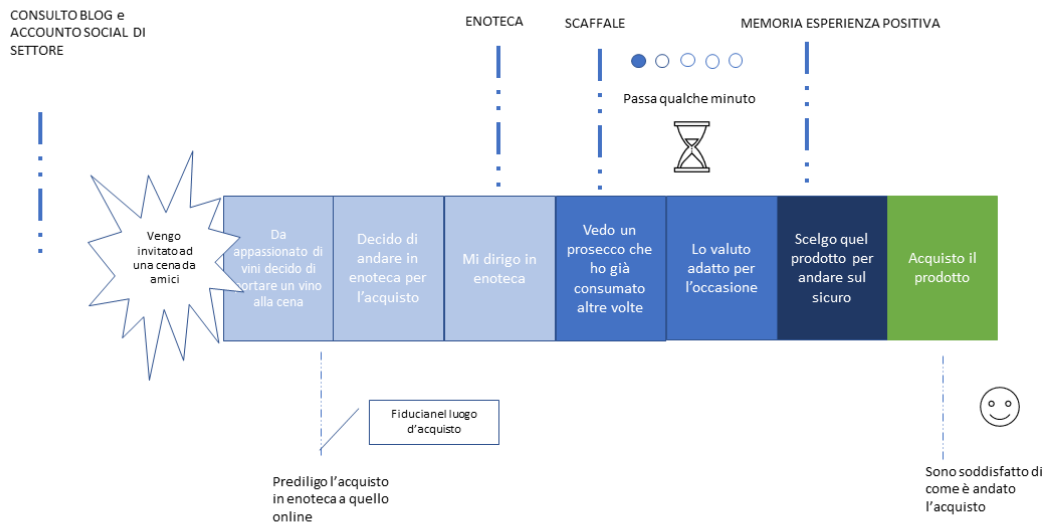 CONSULTO BLOG e
ACCOUNTO SOCIAL DI
SETTORE
ENOTECA
SCAFFALE
MEMORIA ESPERIENZA POSITIVA
Passa qualche minuto
Vengo
invitato ad
una cena da
amici
Da
appassionato di
vini decido di
portare un vino
alla cena
Decido di
andare in
enoteca per
l'acquisto
Mi dirigo in
enoteca
Vedo un
prosecco che
ho già
consumato
altre volte
Lo valuto
adatto per
l'occasione
Scelgo quel
prodotto per
andare sul
sicuro
Acquisto il
prodotto
Fiducianel luogo
d'acquisto
Prediligo l'acquisto
in enoteca a quello
online
Sono soddisfatto di
come è andato
l'acquisto